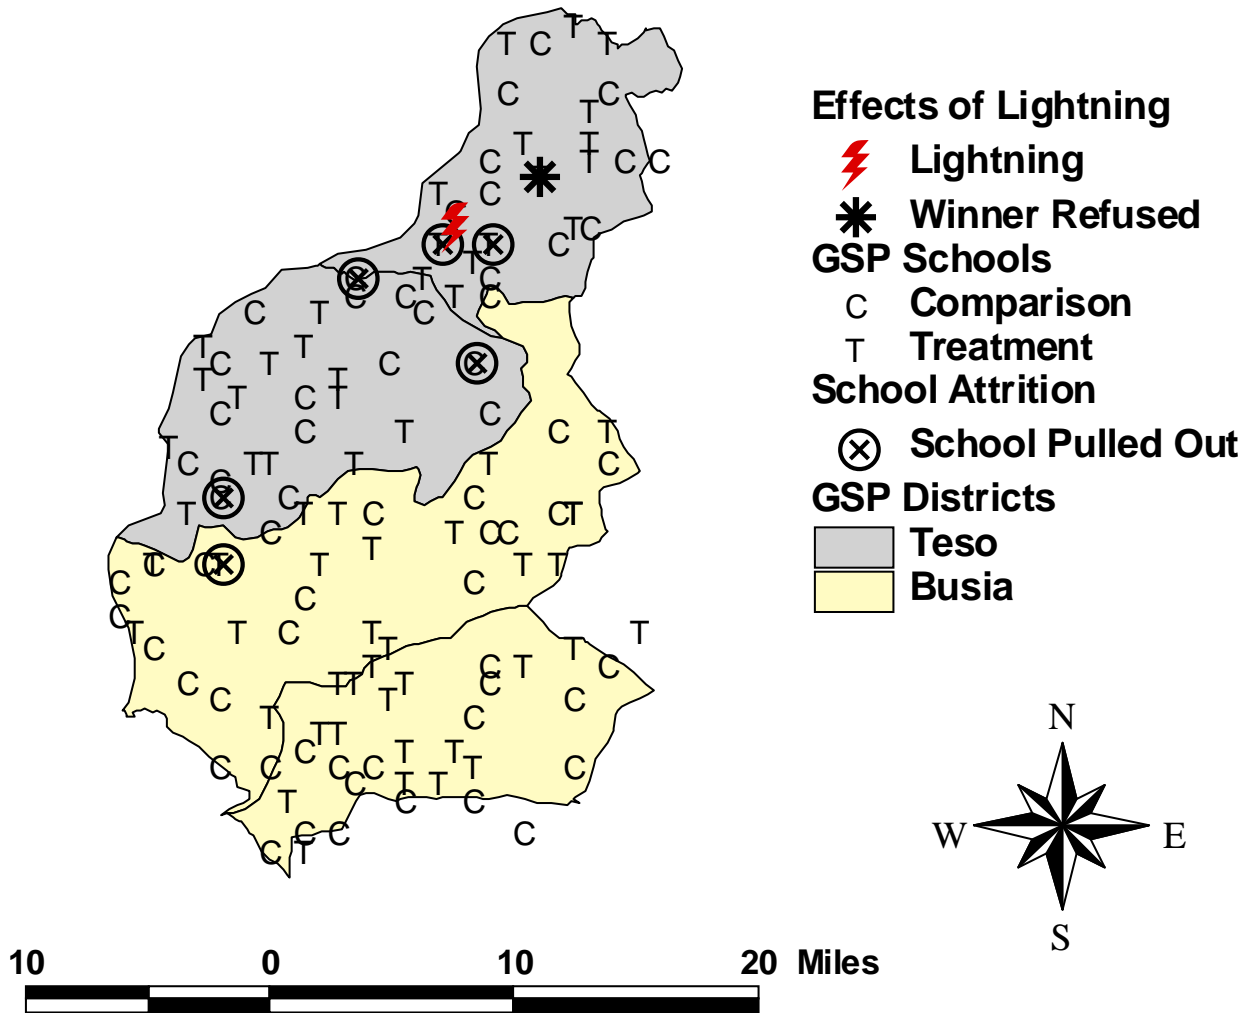 T C T T
C C
T
T T
C T C C
T C
C
T C
C
T T T
C T C
C C T C
C T C
T T
T C T C C
T T
C T C T
C C
C T C T
T C T T T T C
C C C
T T T C C T
C T C C
T
T C C T T T T
C C
C
C
T T C T T
C T T
T C T C
C C T T T T C
T C C
T T C
C T T
C C C C T T C
C T T
T C C
C C C
C T
Effects of Lightning
Lightning
Winner Refused
GSP Schools
C Comparison
T Treatment
School Attrition
School Pulled Out
GSP Districts
Teso
Busia
N
W E
S
10 0 10 20 Miles